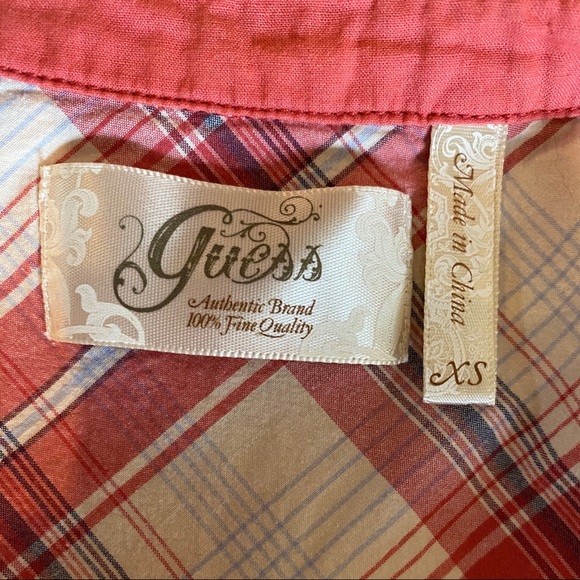 Guess
Authentic Brand
100% Fine Quality
Made in China
XS